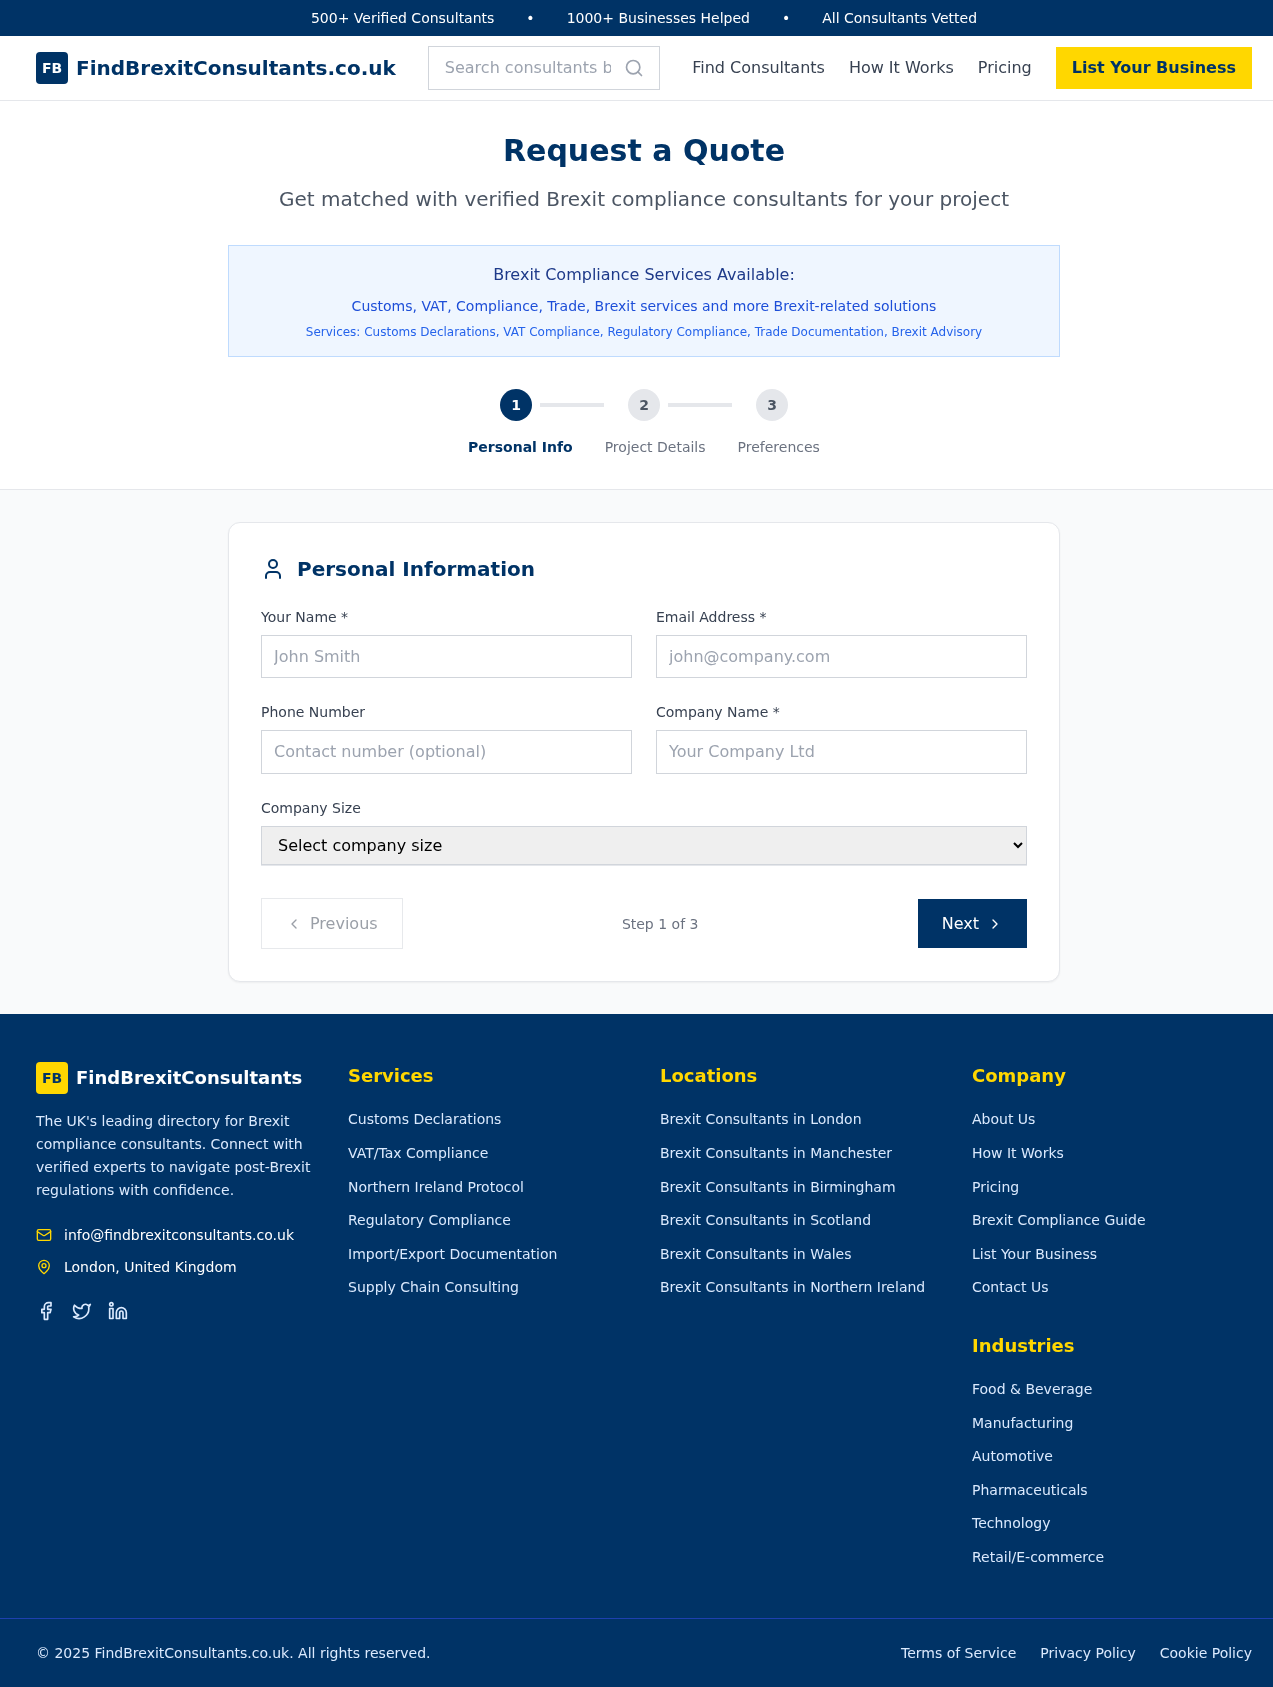 500+ Verified Consultants • 1000+ Businesses Helped • All Consultants Vetted
FB FindBrexitConsultants.co.uk Search consultants b Find Consultants How It Works Pricing List Your Business
Request a Quote
Get matched with verified Brexit compliance consultants for your project
Brexit Compliance Services Available:
Customs, VAT, Compliance, Trade, Brexit services and more Brexit-related solutions
Services: Customs Declarations, VAT Compliance, Regulatory Compliance, Trade Documentation, Brexit Advisory
1 2 3
Personal Info Project Details Preferences
Personal Information
Your Name * Email Address *
John Smith john@company.com
Phone Number Company Name *
Contact number (optional) Your Company Ltd
Company Size
Select company size
Previous Step 1 of 3 Next
FB FindBrexitConsultants
The UK's leading directory for Brexit
compliance consultants. Connect with
verified experts to navigate post-Brexit
regulations with confidence.
info@findbrexitconsultants.co.uk
London, United Kingdom
Services
Customs Declarations
VAT/Tax Compliance
Northern Ireland Protocol
Regulatory Compliance
Import/Export Documentation
Supply Chain Consulting
Locations
Brexit Consultants in London
Brexit Consultants in Manchester
Brexit Consultants in Birmingham
Brexit Consultants in Scotland
Brexit Consultants in Wales
Brexit Consultants in Northern Ireland
Company
About Us
How It Works
Pricing
Brexit Compliance Guide
List Your Business
Contact Us
Industries
Food & Beverage
Manufacturing
Automotive
Pharmaceuticals
Technology
Retail/E-commerce
© 2025 FindBrexitConsultants.co.uk. All rights reserved. Terms of Service Privacy Policy Cookie Policy